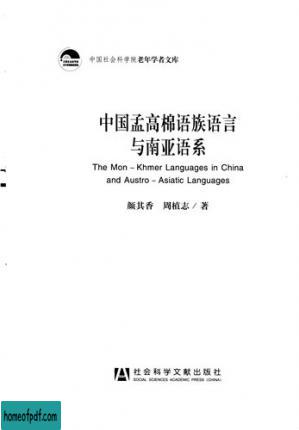 中国社会科学院老年学者文库
中国孟高棉语族语言
与南亚语系
The Mon – Khmer Languages in China
and Austro – Asiatic Languages
颜其香 周植志／著
社会科学文献出版社
SOCIAL SCIENCES ACADEMIC PRESS (CHINA)
homeofpdf.com